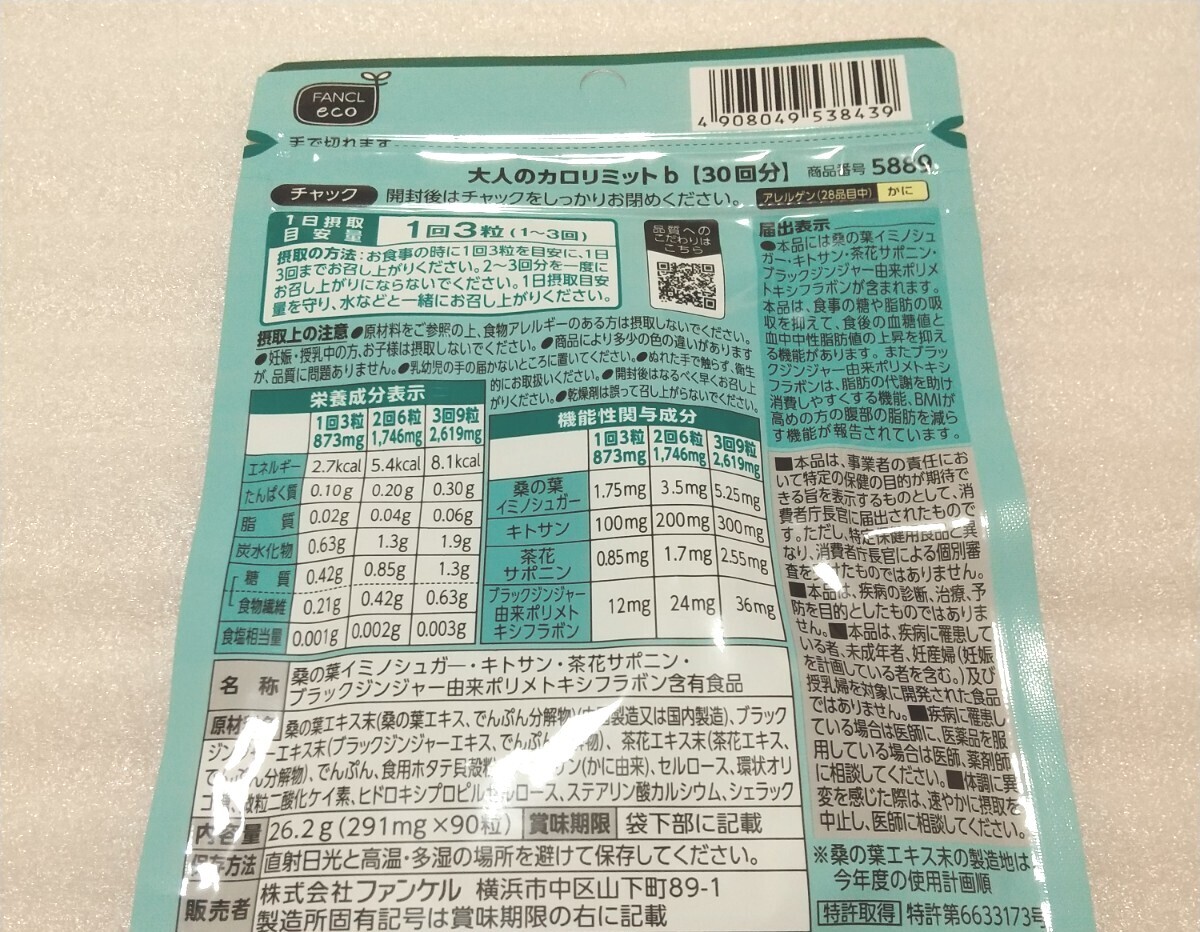 FANCL
eco
4 908049 538439
手で切れます
大人のカロリミットb【30回分】 商品番号 5889
チャック 開封後はチャックをしっかりお閉めください。
アレルゲン(28品目中) かに
1日摂取
目安量
1回3粒(1〜3回)
摂取の方法:お食事の時に1回3粒を目安に、1日
3回までお召し上がりください。2〜3回分を一度に
お召し上がりにならないでください。1日摂取目安
量を守り、水などと一緒にお召し上がりください。
品質への
こだわりは
こちら
摂取上の注意 ●原材料をご参照の上、食物アレルギーのある方は摂取しないでください。
●妊娠・授乳中の方、お子様は摂取しないでください。●商品により多少の色の違いがあります
が、品質に問題ありません。●乳幼児の手の届かないところに置いてください。●ぬれた手で触らず、衛生
的にお取扱いください。●開封後はなるべく早くお召し上
がりください。●乾燥剤は誤って召し上がらないでください。
栄養成分表示
1回3粒 2回6粒 3回9粒
873mg 1,746mg 2,619mg
エネルギー 2.7kcal 5.4kcal 8.1kcal
たんぱく質 0.10g 0.20g 0.30g
脂質 0.02g 0.04g 0.06g
炭水化物 0.63g 1.3g 1.9g
糖質 0.42g 0.85g 1.3g
食物繊維 0.21g 0.42g 0.63g
食塩相当量 0.001g 0.002g 0.003g
機能性関与成分
1回3粒 2回6粒 3回9粒
873mg 1,746mg 2,619mg
桑の葉
イミノシュガー 1.75mg 3.5mg 5.25mg
キトサン 100mg 200mg 300mg
茶花
サポニン 0.85mg 1.7mg 2.55mg
ブラックジンジャー
由来ポリメト
キシフラボン 12mg 24mg 36mg
届出表示
●本品には桑の葉イミノシュ
ガー・キトサン・茶花サポニン・
ブラックジンジャー由来ポリメ
トキシフラボンが含まれます。
本品は、食事の糖や脂肪の吸
収を抑えて、食後の血糖値と
血中中性脂肪値の上昇を抑え
る機能があります。またブラッ
クジンジャー由来ポリメトキシ
フラボンは、脂肪の代謝を助け
消費しやすくする機能、BMIが
高めの方の腹部の脂肪を減ら
す機能が報告されています。
■本品は、事業者の責任にお
いて特定の保健の目的が期待で
きる旨を表示するものとして、消
費者庁長官に届出されたもので
す。ただし、特定保健用食品と異
なり、消費者庁長官による個別審
査を けたものではありません。
■本品は、疾病の診断、治療、予
防を目的としたものではありま
せん。■本品は、疾病に罹患して
いる者、未成年者、妊産婦(妊娠
を計画している者を含む。)及び
授乳婦を対象に開発された食品
ではありません。■疾病に罹患し
ている場合は医師に、医薬品を服
用している場合は医師、薬剤師
に相談してください。■体調に異
変を感じた際は、速やかに摂取を
中止し、医師に相談してください。
※桑の葉エキス末の製造地は
今年度の使用計画順
特許取得 特許第6633173号
名称 桑の葉イミノシュガー・キトサン・茶花サポニン・
ブラックジンジャー由来ポリメトキシフラボン含有食品
原材料名 桑の葉エキス末(桑の葉エキス、でんぷん分解物)(中国製造又は国内製造)、ブラック
ジンジャーエキス末(ブラックジンジャーエキス、でんぷん分解物)、茶花エキス末(茶花エキス、
でんぷん分解物)、でんぷん、食用ホタテ貝殻粉 サン(かに由来)、セルロース、環状オリ
ゴ糖、微粒二酸化ケイ素、ヒドロキシプロピルセルロース、ステアリン酸カルシウム、シェラック
内容量 26.2g(291mg×90粒) 賞味期限 袋下部に記載
保存方法 直射日光と高温・多湿の場所を避けて保存してください。
販売者 株式会社ファンケル 横浜市中区山下町89-1
製造所固有記号は賞味期限の右に記載